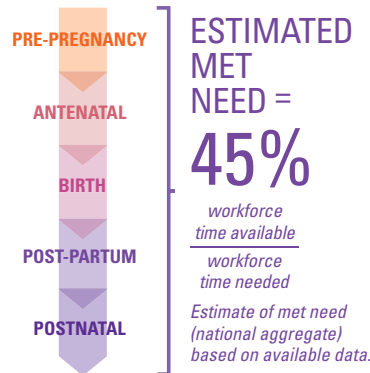 PRE-PREGNANCY
ANTENATAL
BIRTH
POST-PARTUM
POSTNATAL
ESTIMATED
MET
NEED =
45%
workforce
time available
workforce
time needed
Estimate of met need
(national aggregate)
based on available data.